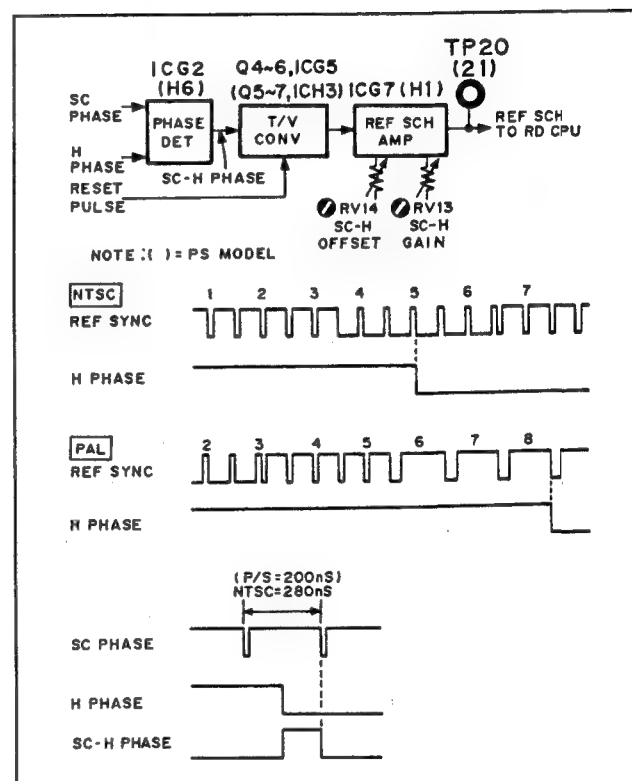 TP20
(21)
ICG2
(H6)
Q4~6,ICG5
(Q5~7,ICH3)
ICG7 (H1)
SC
PHASE
H
PHASE
RESET
PULSE
PHASE
DET
SC-H PHASE
T/V
CONV
REF SCH
AMP
REF SCH
TO RD CPU
RV14
SC-H
OFFSET
RV13
SC-H
GAIN
NOTE:( )= PS MODEL
NTSC
REF SYNC
1 2 3 4 5 6 7
H PHASE
PAL
REF SYNC
2 3 4 5 6 7 8
H PHASE
(P/S=200nS)
NTSC=280nS
SC PHASE
H PHASE
SC-H PHASE